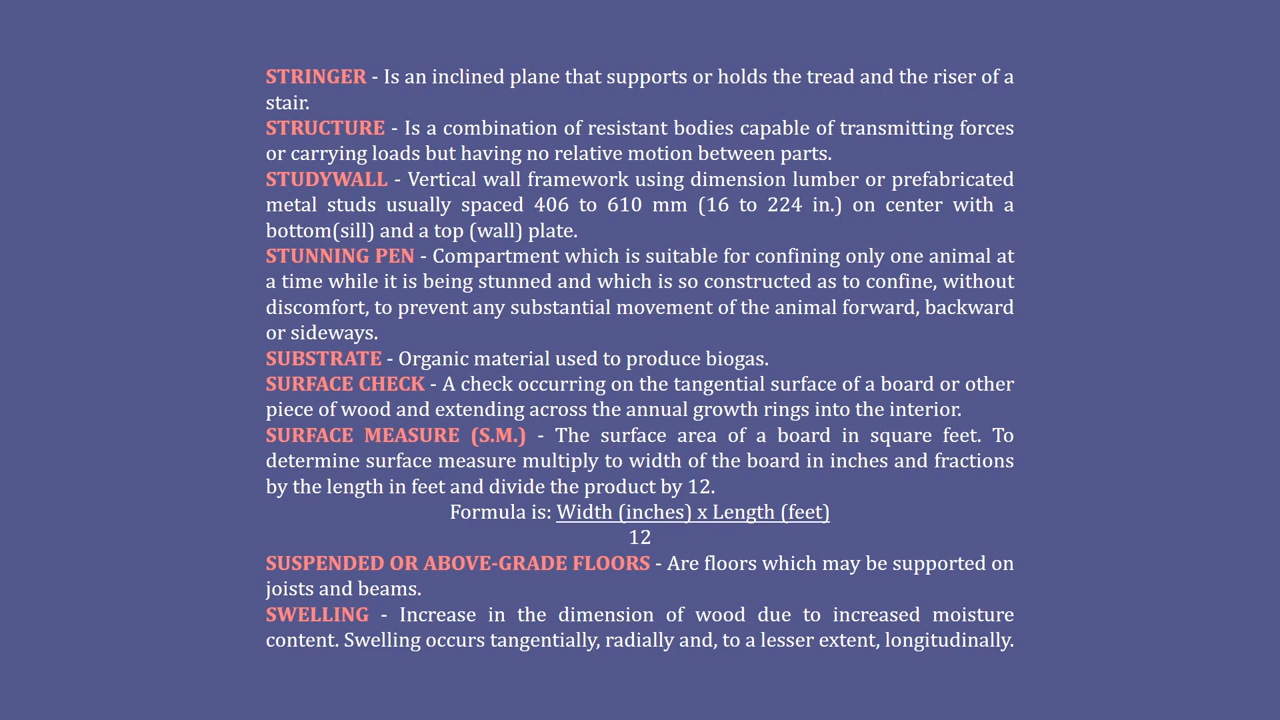 STRINGER - Is an inclined plane that supports or holds the tread and the riser of a
stair.
STRUCTURE - Is a combination of resistant bodies capable of transmitting forces
or carrying loads but having no relative motion between parts.
STUDYWALL - Vertical wall framework using dimension lumber or prefabricated
metal studs usually spaced 406 to 610 mm (16 to 224 in.) on center with a
bottom(sill) and a top (wall) plate.
STUNNING PEN - Compartment which is suitable for confining only one animal at
a time while it is being stunned and which is so constructed as to confine, without
discomfort, to prevent any substantial movement of the animal forward, backward
or sideways.
SUBSTRATE - Organic material used to produce biogas.
SURFACE CHECK - A check occurring on the tangential surface of a board or other
piece of wood and extending across the annual growth rings into the interior.
SURFACE MEASURE (S.M.) - The surface area of a board in square feet. To
determine surface measure multiply to width of the board in inches and fractions
by the length in feet and divide the product by 12.
Formula is: Width (inches) x Length (feet)
12
SUSPENDED OR ABOVE-GRADE FLOORS - Are floors which may be supported on
joists and beams.
SWELLING - Increase in the dimension of wood due to increased moisture
content. Swelling occurs tangentially, radially and, to a lesser extent, longitudinally.